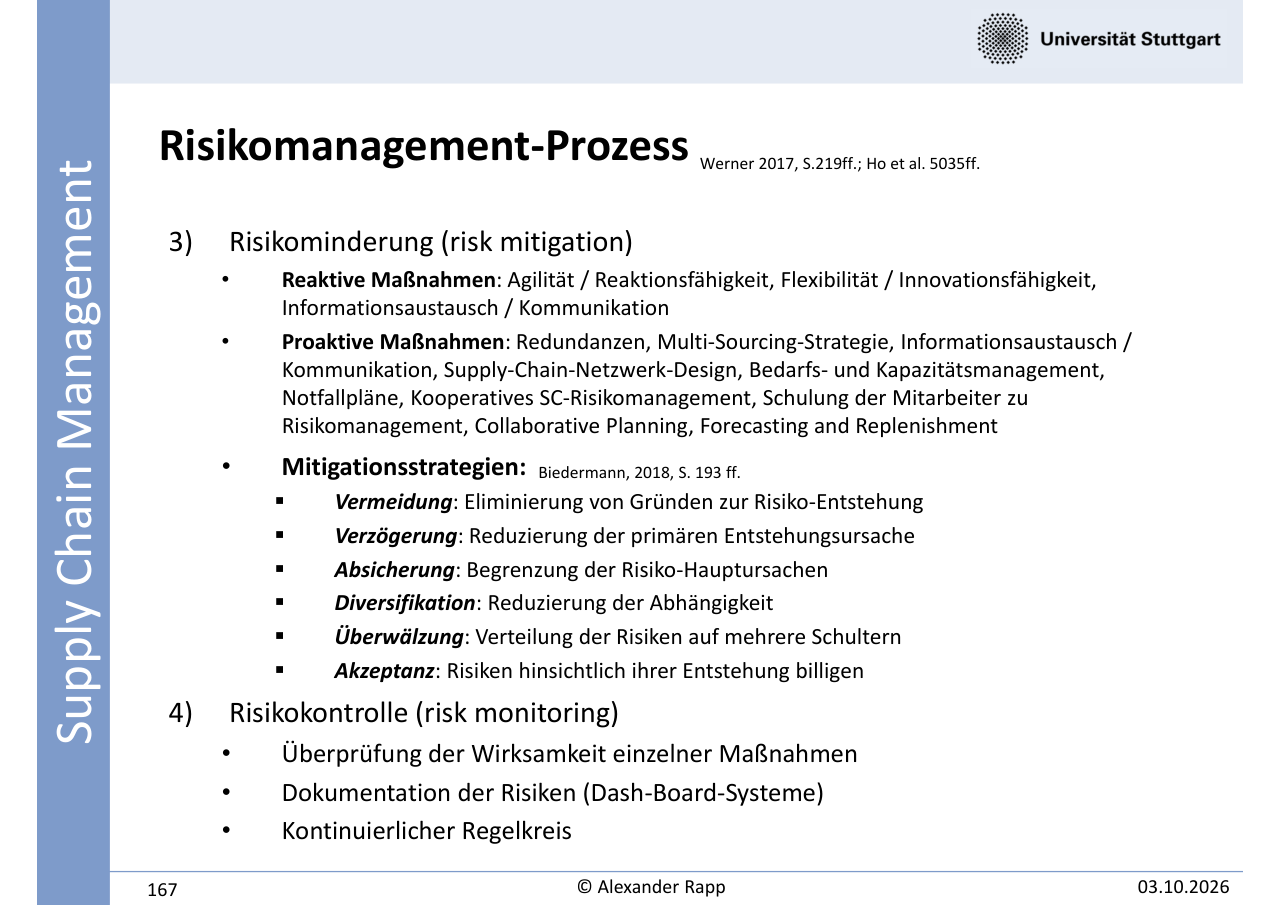 Universität Stuttgart
Supply Chain Management
Risikomanagement-Prozess Werner 2017, S.219ff.; Ho et al. 5035ff.
3) Risikominderung (risk mitigation)
• Reaktive Maßnahmen: Agilität / Reaktionsfähigkeit, Flexibilität / Innovationsfähigkeit,
Informationsaustausch / Kommunikation
• Proaktive Maßnahmen: Redundanzen, Multi-Sourcing-Strategie, Informationsaustausch /
Kommunikation, Supply-Chain-Netzwerk-Design, Bedarfs- und Kapazitätsmanagement,
Notfallpläne, Kooperatives SC-Risikomanagement, Schulung der Mitarbeiter zu
Risikomanagement, Collaborative Planning, Forecasting and Replenishment
• Mitigationsstrategien: Biedermann, 2018, S. 193 ff.
▪ Vermeidung: Eliminierung von Gründen zur Risiko-Entstehung
▪ Verzögerung: Reduzierung der primären Entstehungsursache
▪ Absicherung: Begrenzung der Risiko-Hauptursachen
▪ Diversifikation: Reduzierung der Abhängigkeit
▪ Überwälzung: Verteilung der Risiken auf mehrere Schultern
▪ Akzeptanz: Risiken hinsichtlich ihrer Entstehung billigen
4) Risikokontrolle (risk monitoring)
• Überprüfung der Wirksamkeit einzelner Maßnahmen
• Dokumentation der Risiken (Dash-Board-Systeme)
• Kontinuierlicher Regelkreis
167 © Alexander Rapp 03.10.2026